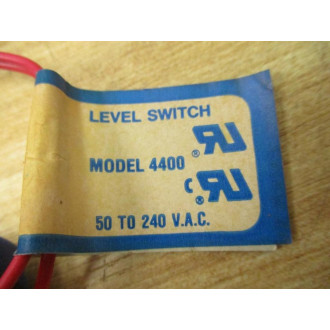 LEVEL SWITCH
MODEL 4400
50 TO 240 V.A.C.